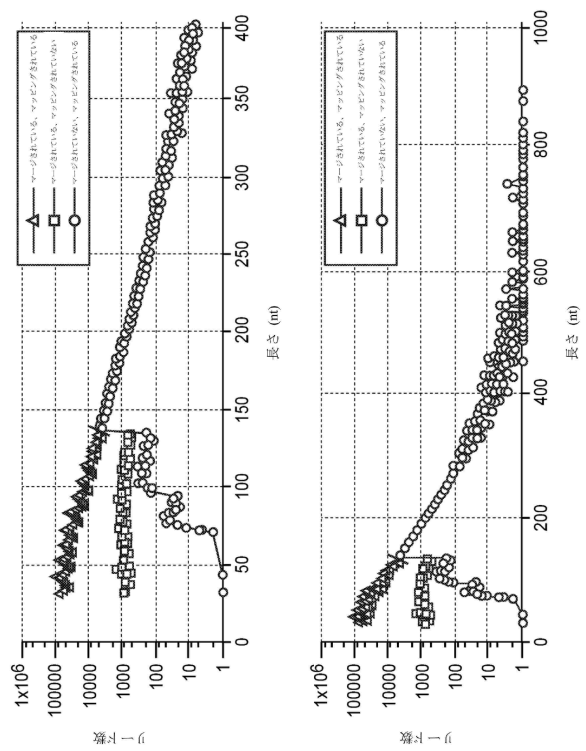 1x10⁶
100000
10000
1000
100
10
1
リード数
0
50
100
150
200
250
300
350
400
長さ (nt)
マージされている、マッピングされている
マージされている、マッピングされていない
マージされていない、マッピングされている
1x10⁶
100000
10000
1000
100
10
1
リード数
0
200
400
600
800
1000
長さ (nt)
マージされている、マッピングされている
マージされている、マッピングされていない
マージされていない、マッピングされている